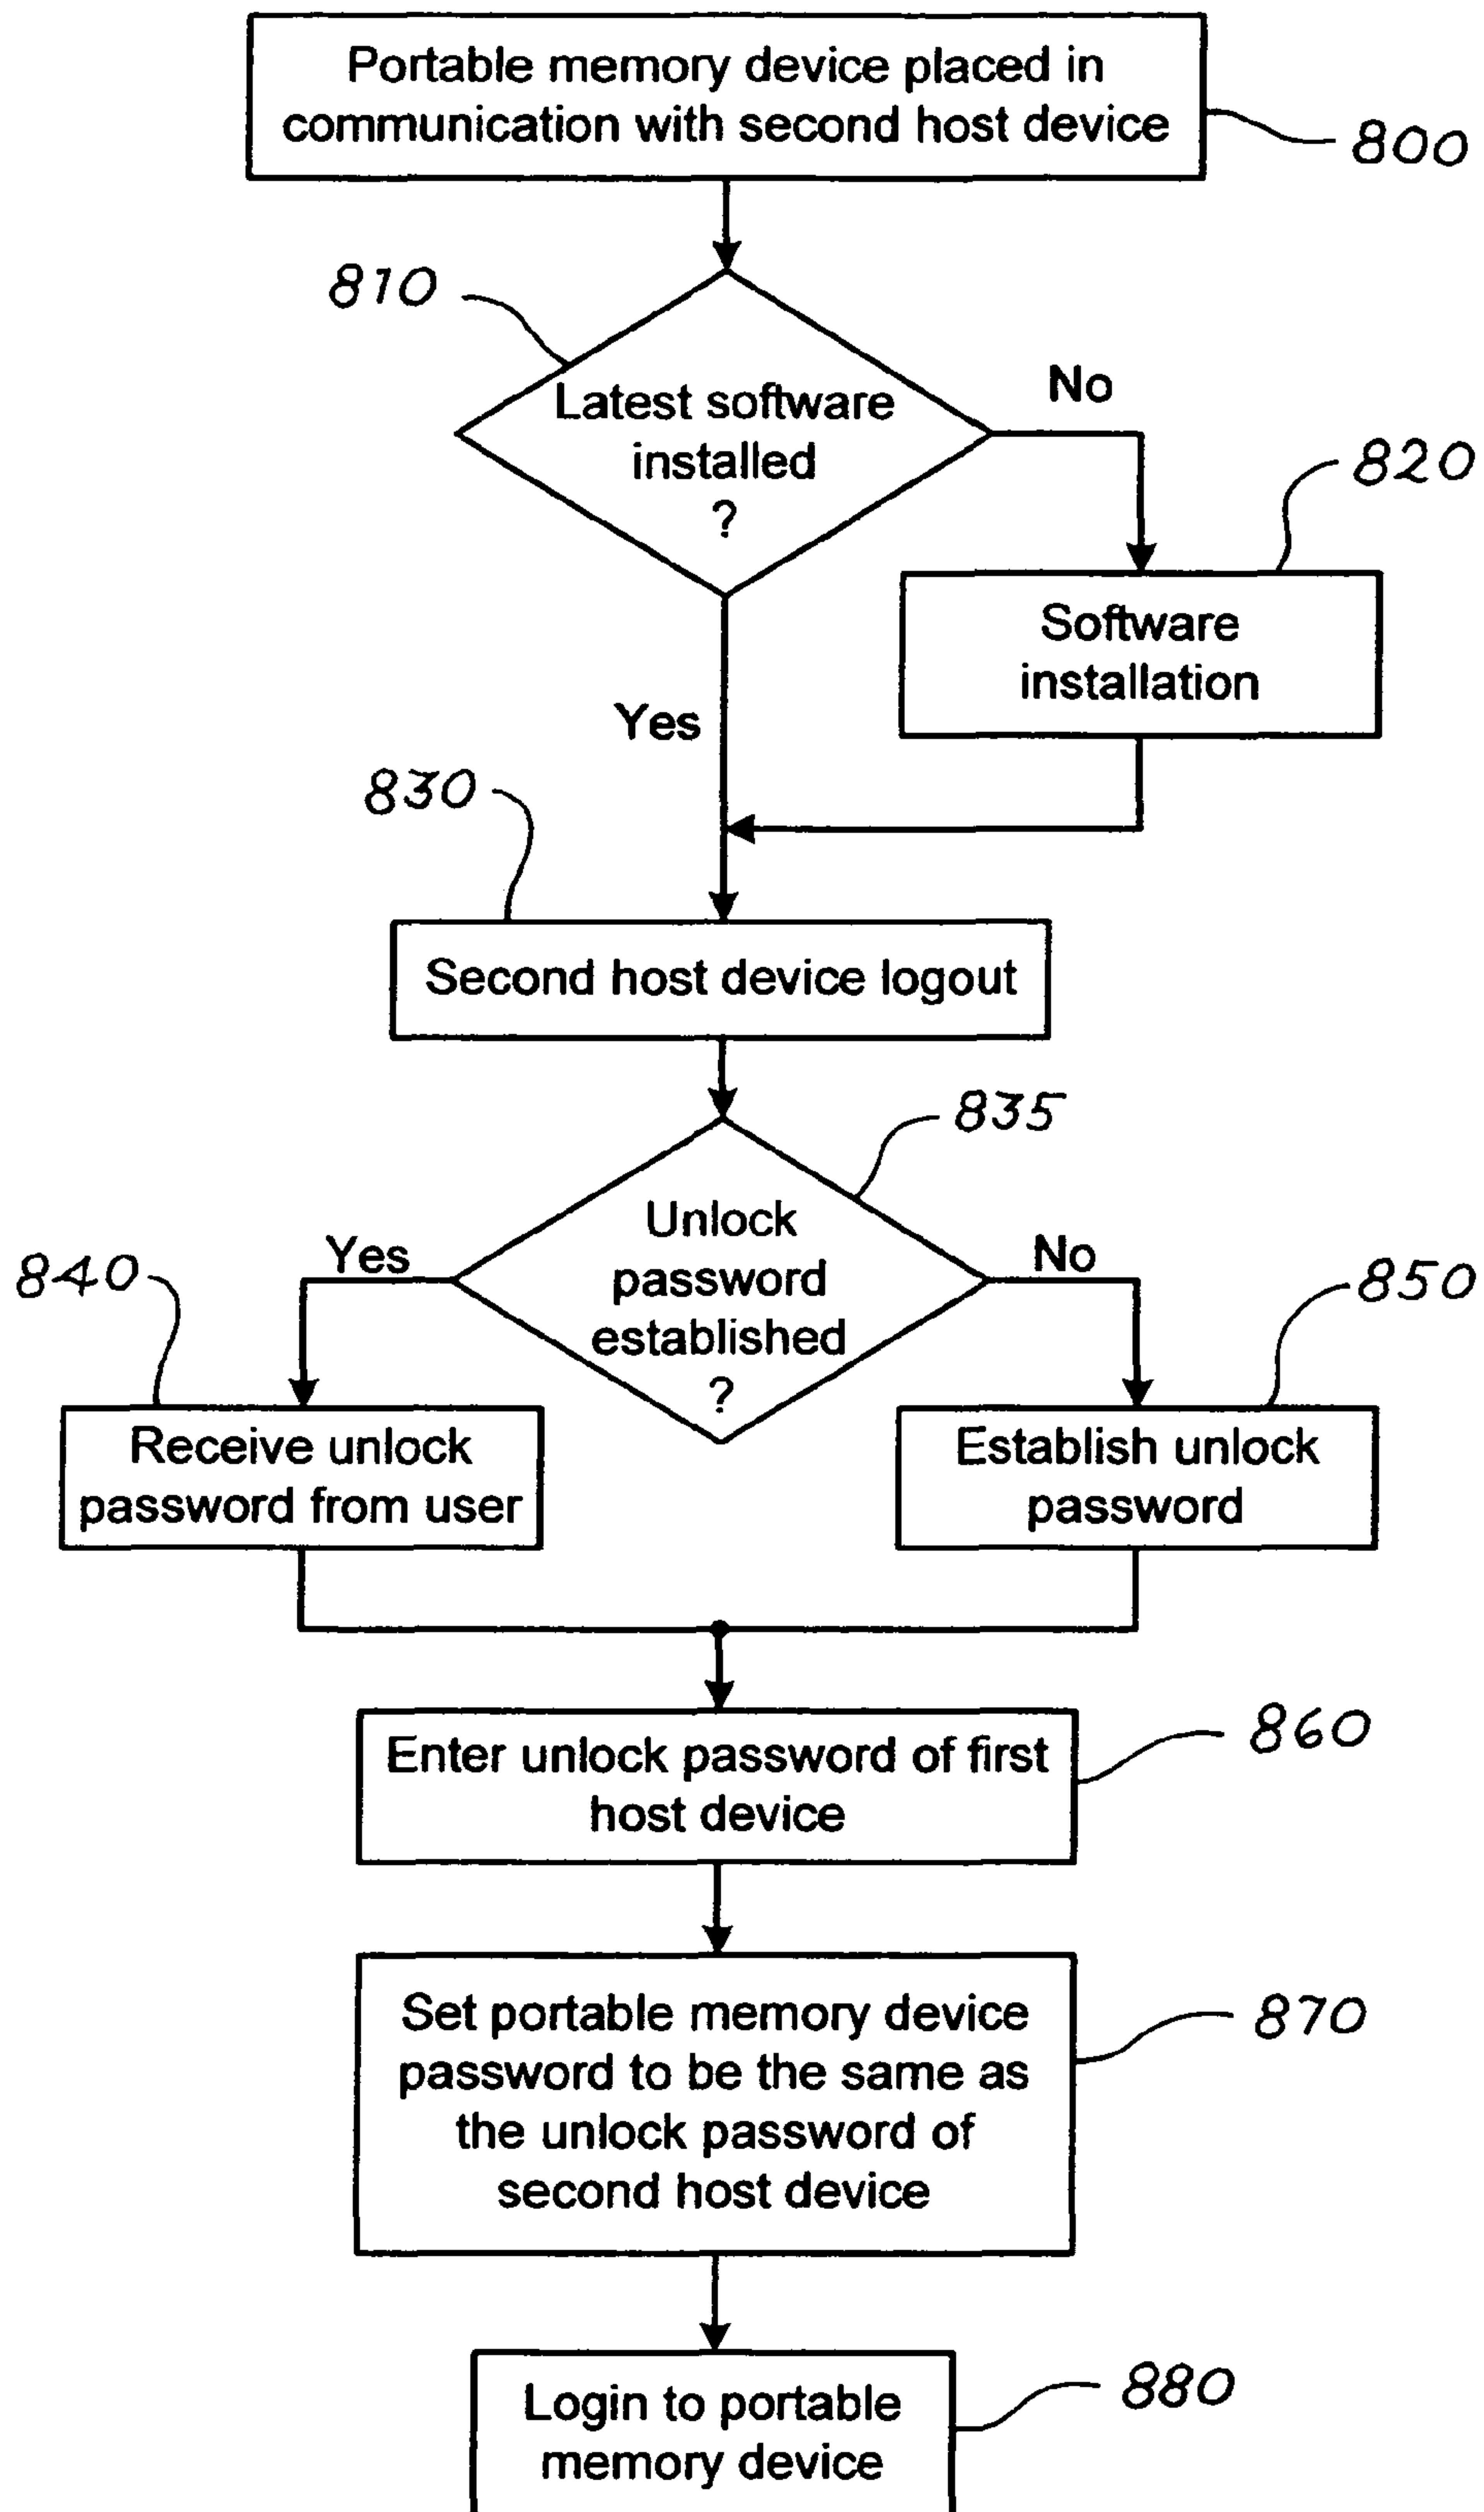 Portable memory device placed in
communication with second host device
800
810
Latest software
installed
?
No
820
Software
installation
Yes
830
Second host device logout
835
Unlock
password
established
?
Yes
No
840
850
Receive unlock
password from user
Establish unlock
password
Enter unlock password of first
host device
860
Set portable memory device
password to be the same as
the unlock password of
second host device
870
Login to portable
memory device
880